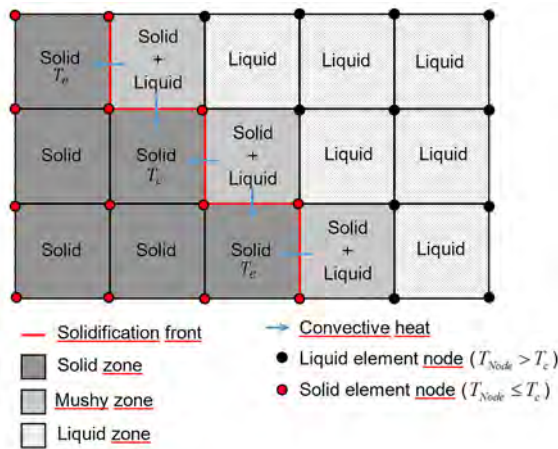 Solid
T_e
Solid
+
Liquid
Liquid
Liquid
Liquid
Solid
Solid
T_c
Solid
+
Liquid
Liquid
Liquid
Solid
Solid
Solid
T_e
Solid
+
Liquid
Liquid
Solidification front
Solid zone
Mushy zone
Liquid zone
Convective heat
Liquid element node (T_Node > T_c)
Solid element node (T_Node ≤ T_c)